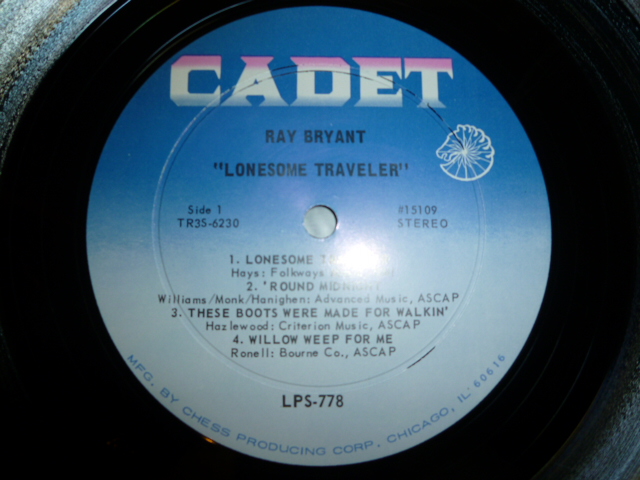 CADET
RAY BRYANT
"LONESOME TRAVELER"
Side 1 #15109
TR3S-6230 STEREO
1. LONESOME
Hays: Folkways
2. 'ROUND MIDNIGHT
Williams/Monk/Hanighen: Advanced Music, ASCAP
3. THESE BOOTS WERE MADE FOR WALKIN'
Hazlewood: Criterion Music, ASCAP
4. WILLOW WEEP FOR ME
Ronell: Bourne Co., ASCAP
LPS-778
MFG. BY CHESS PRODUCING CORP., CHICAGO, IL 60616